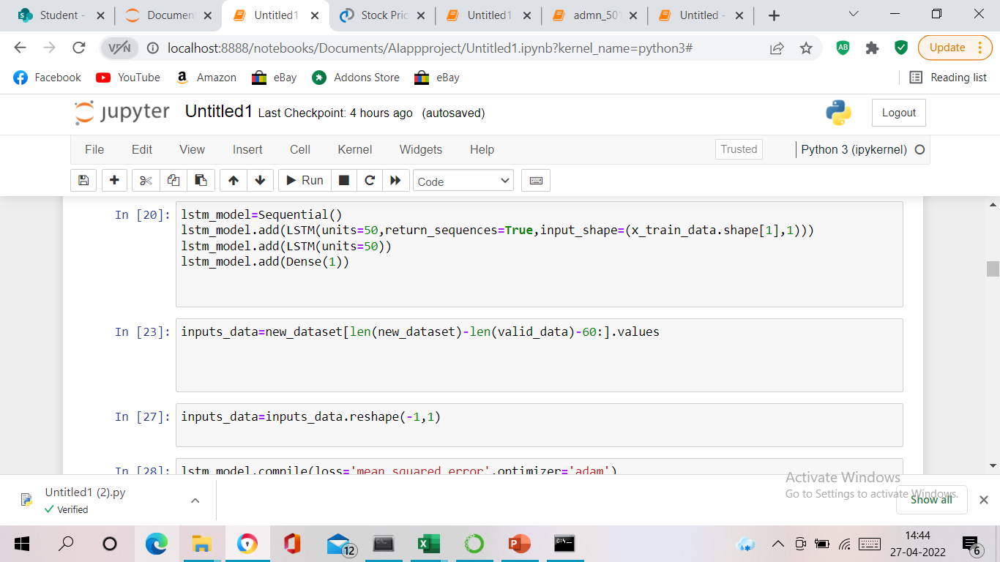 Student -
Document
Untitled1
Stock Pric
Untitled1
admn_501
Untitled -
VPN
localhost:8888/notebooks/Documents/AIappproject/Untitled1.ipynb?kernel_name=python3#
AB
Update
Facebook
YouTube
a Amazon
eBay
Addons Store
eBay
Reading list
jupyter Untitled1 Last Checkpoint: 4 hours ago (autosaved)
Logout
File Edit View Insert Cell Kernel Widgets Help
Trusted
Python 3 (ipykernel)
Run
Code
In [20]: lstm_model=Sequential()
lstm_model.add(LSTM(units=50,return_sequences=True,input_shape=(x_train_data.shape[1],1)))
lstm_model.add(LSTM(units=50))
lstm_model.add(Dense(1))
In [23]: inputs_data=new_dataset[len(new_dataset)-len(valid_data)-60:].values
In [27]: inputs_data=inputs_data.reshape(-1,1)
In [28]: lstm_model.compile(loss='mean_squared_error',optimizer='adam')
Activate Windows
Go to Settings to activate Windows.
Untitled1 (2).py
Verified
Show all
12
14:44
27-04-2022
6